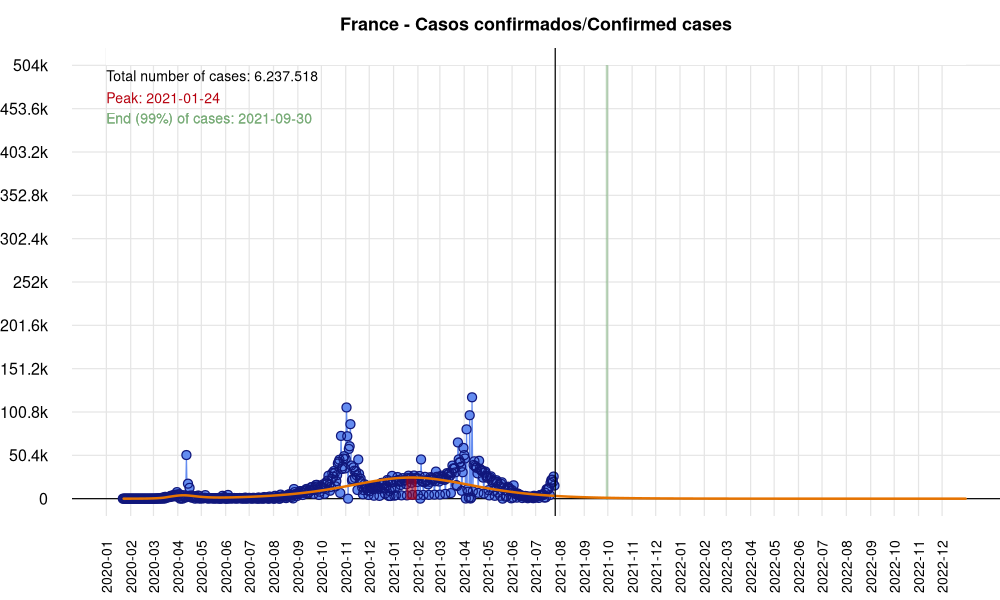 France - Casos confirmados/Confirmed cases
504k
Total number of cases: 6.237.518
Peak: 2021-01-24
453.6k
End (99%) of cases: 2021-09-30
403.2k
352.8k
302.4k
252k
201.6k
151.2k
100.8k
50.4k
0
2020-01
2020-02
2020-03
2020-04
2020-05
2020-06
2020-07
2020-08
2020-09
2020-10
2020-11
2020-12
2021-01
2021-02
2021-03
2021-04
2021-05
2021-06
2021-07
2021-08
2021-09
2021-10
2021-11
2021-12
2022-01
2022-02
2022-03
2022-04
2022-05
2022-06
2022-07
2022-08
2022-09
2022-10
2022-11
2022-12